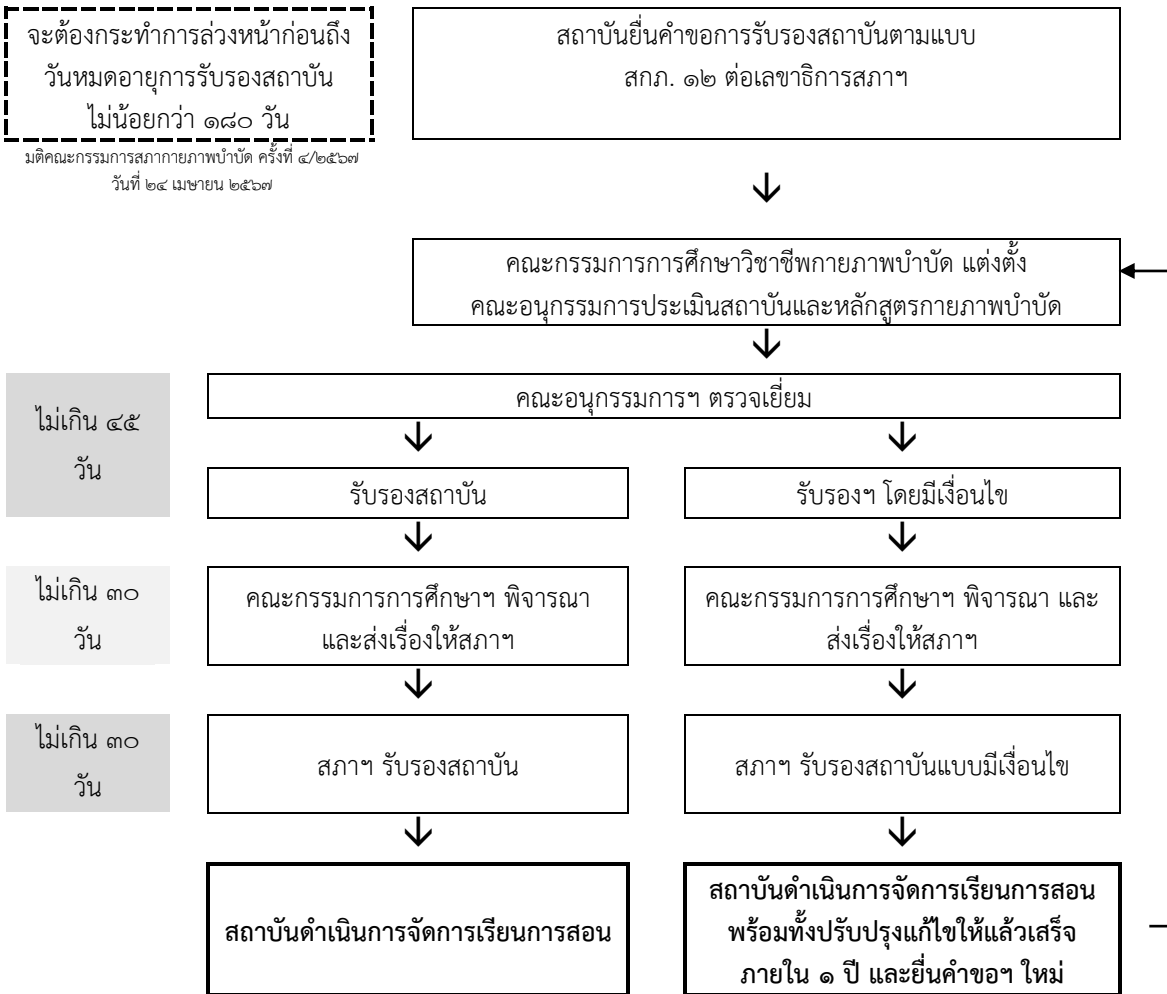 จะต้องกระทำการล่วงหน้าก่อนถึง
วันหมดอายุการรับรองสถาบัน
ไม่น้อยกว่า ๑๘๐ วัน
มติคณะกรรมการสภากายภาพบำบัด ครั้งที่ ๔/๒๕๖๗
วันที่ ๒๔ เมษายน ๒๕๖๗
สถาบันยื่นคำขอการรับรองสถาบันตามแบบ
สกภ. ๑๒ ต่อเลขาธิการสภาฯ
คณะกรรมการการศึกษาวิชาชีพกายภาพบำบัด แต่งตั้ง
คณะอนุกรรมการประเมินสถาบันและหลักสูตรกายภาพบำบัด
ไม่เกิน ๔๕
วัน
คณะอนุกรรมการฯ ตรวจเยี่ยม
รับรองสถาบัน
รับรองฯ โดยมีเงื่อนไข
ไม่เกิน ๓๐
วัน
คณะกรรมการการศึกษาฯ พิจารณา
และส่งเรื่องให้สภาฯ
คณะกรรมการการศึกษาฯ พิจารณา และ
ส่งเรื่องให้สภาฯ
ไม่เกิน ๓๐
วัน
สภาฯ รับรองสถาบัน
สภาฯ รับรองสถาบันแบบมีเงื่อนไข
สถาบันดำเนินการจัดการเรียนการสอน
สถาบันดำเนินการจัดการเรียนการสอน
พร้อมทั้งปรับปรุงแก้ไขให้แล้วเสร็จ
ภายใน ๑ ปี และยื่นคำขอฯ ใหม่